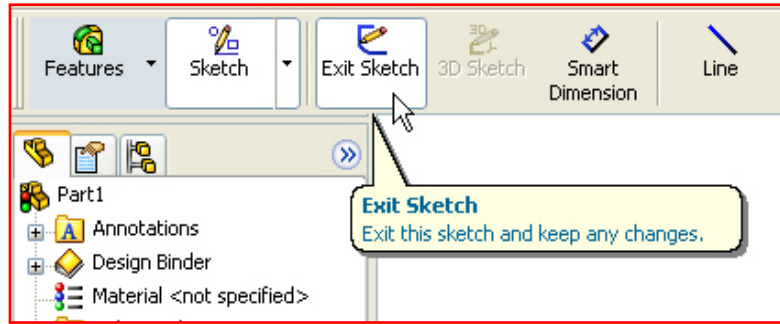 Features
Sketch
Exit Sketch
3D Sketch
Smart
Dimension
Line
Exit Sketch
Exit this sketch and keep any changes.
Part1
A
Annotations
Design Binder
Material <not specified>